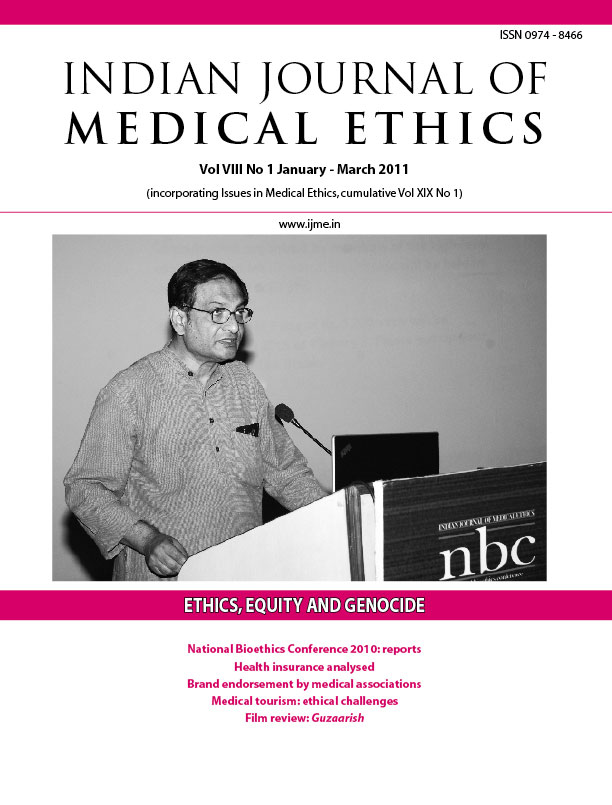 ISSN 0974 - 8466
INDIAN JOURNAL OF
MEDICAL ETHICS
Vol VIII No 1 January - March 2011
(incorporating Issues in Medical Ethics, cumulative Vol XIX No 1)
www.ijme.in
INDIAN JOURNAL OF MEDICAL ETHICS
nbc
ETHICS, EQUITY AND GENOCIDE
National Bioethics Conference 2010: reports
Health insurance analysed
Brand endorsement by medical associations
Medical tourism: ethical challenges
Film review: Guzaarish